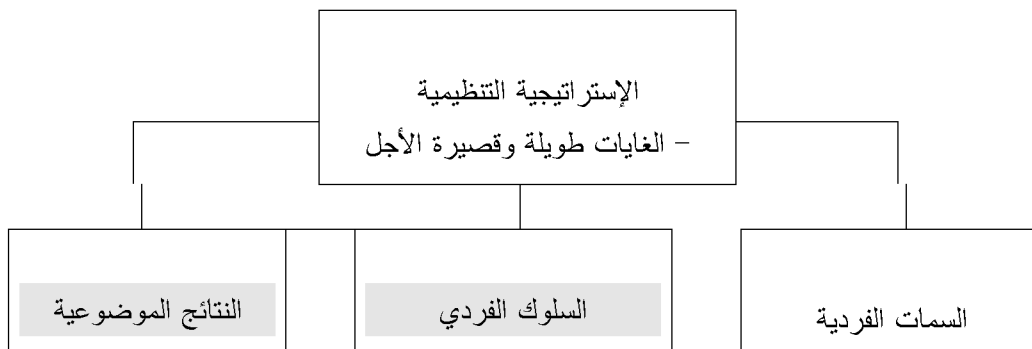 الإستراتيجية التنظيمية
– الغايات طويلة وقصيرة الأجل
السمات الفردية
السلوك الفردي
النتائج الموضوعية